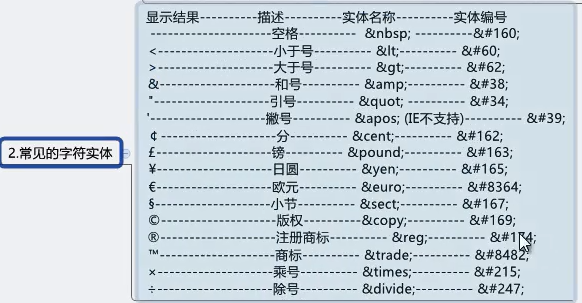 2.常见的字符实体
显示结果----------描述----------实体名称----------实体编号
---------------------空格--------- &nbsp; ----------- &#160;
<---------------------小于号--------- &lt;---------- &#60;
>---------------------大于号--------- &gt;---------- &#62;
&---------------------和号--------- &amp;---------- &#38;
"---------------------引号--------- &quot; ---------- &#34;
'---------------------撇号--------- &apos; (IE不支持)---------- &#39;
¢---------------------分--------- &cent;---------- &#162;
£---------------------镑--------- &pound;---------- &#163;
¥---------------------日圆--------- &yen;---------- &#165;
€---------------------欧元--------- &euro;---------- &#8364;
§---------------------小节--------- &sect;---------- &#167;
©---------------------版权--------- &copy;---------- &#169;
®---------------------注册商标--------- &reg;---------- &#174;
™---------------------商标--------- &trade;---------- &#8482;
×---------------------乘号--------- &times;---------- &#215;
÷---------------------除号--------- &divide;---------- &#247;